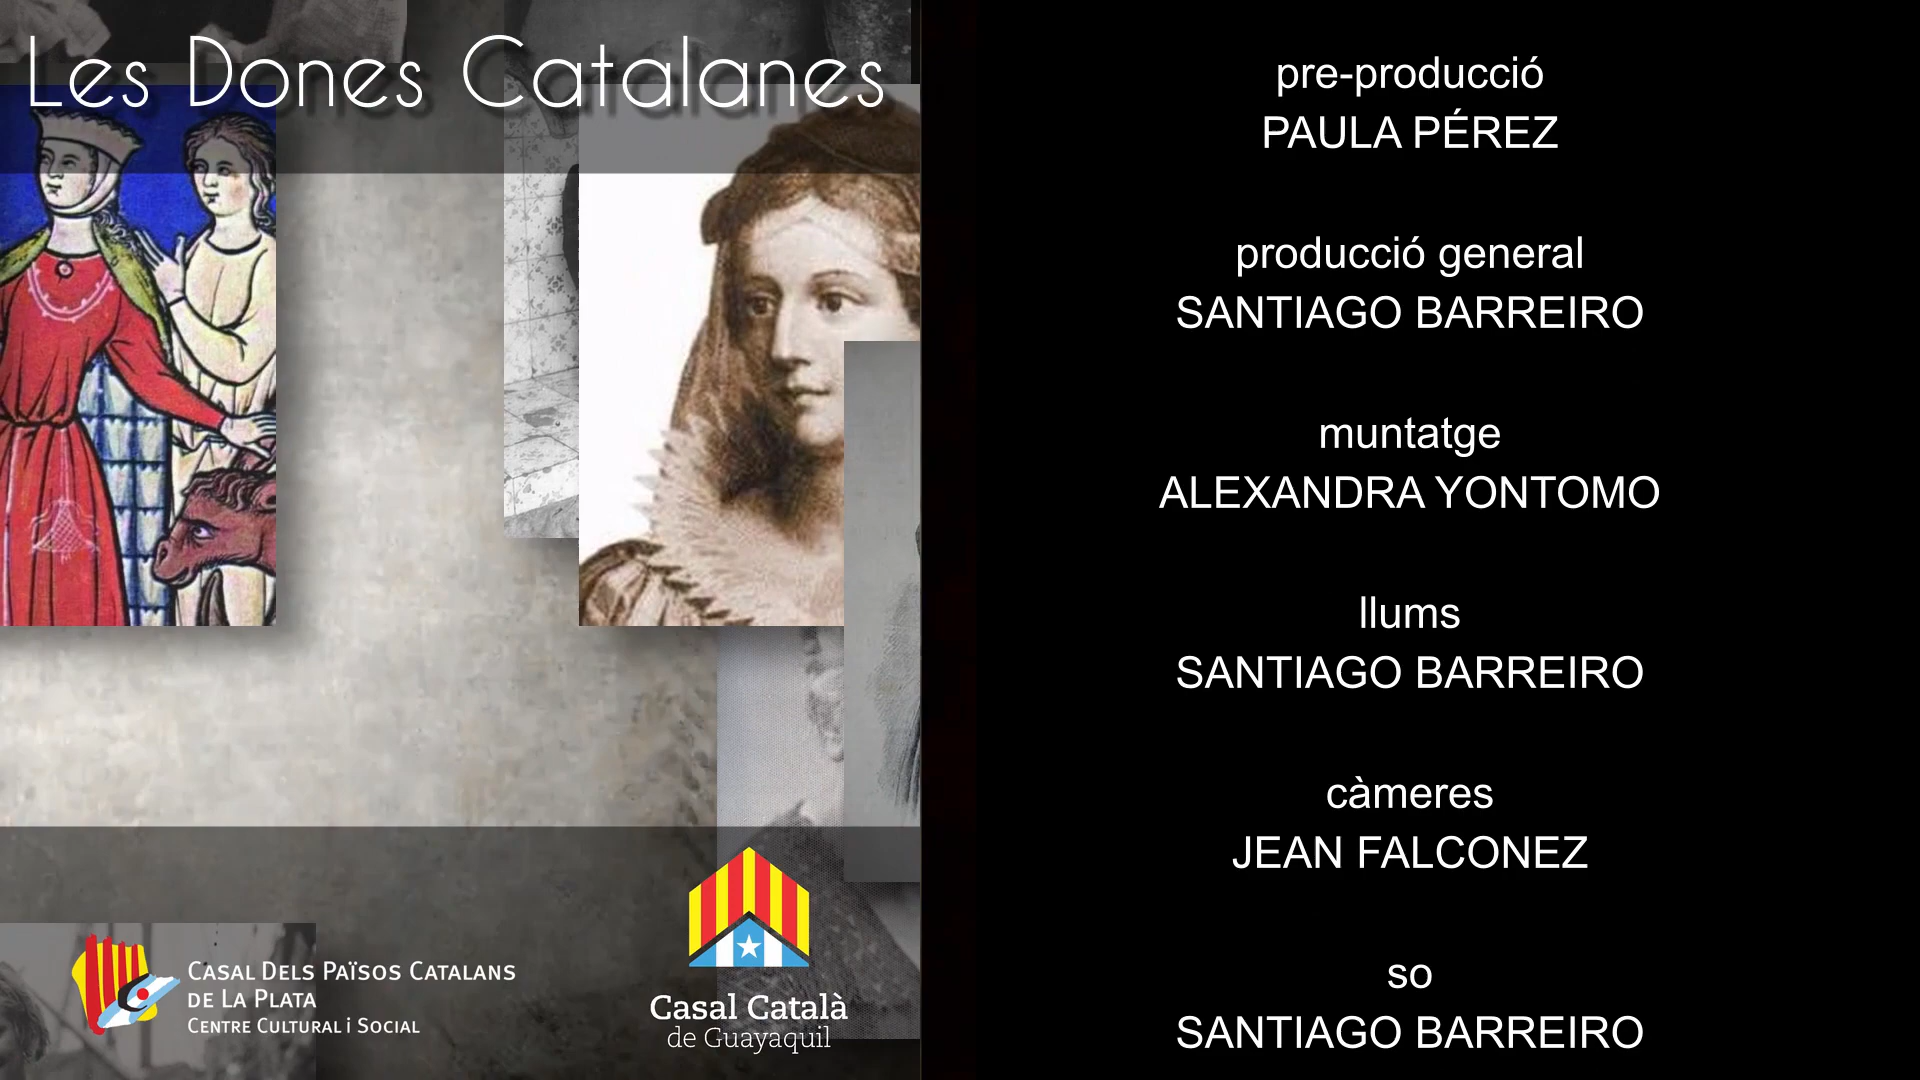 Les Dones Catalanes
Casal Dels Països Catalans
de La Plata
Centre Cultural i Social
Casal Català
de Guayaquil
pre-producció
PAULA PÉREZ
producció general
SANTIAGO BARREIRO
muntatge
ALEXANDRA YONTOMO
llums
SANTIAGO BARREIRO
càmeres
JEAN FALCONEZ
so
SANTIAGO BARREIRO